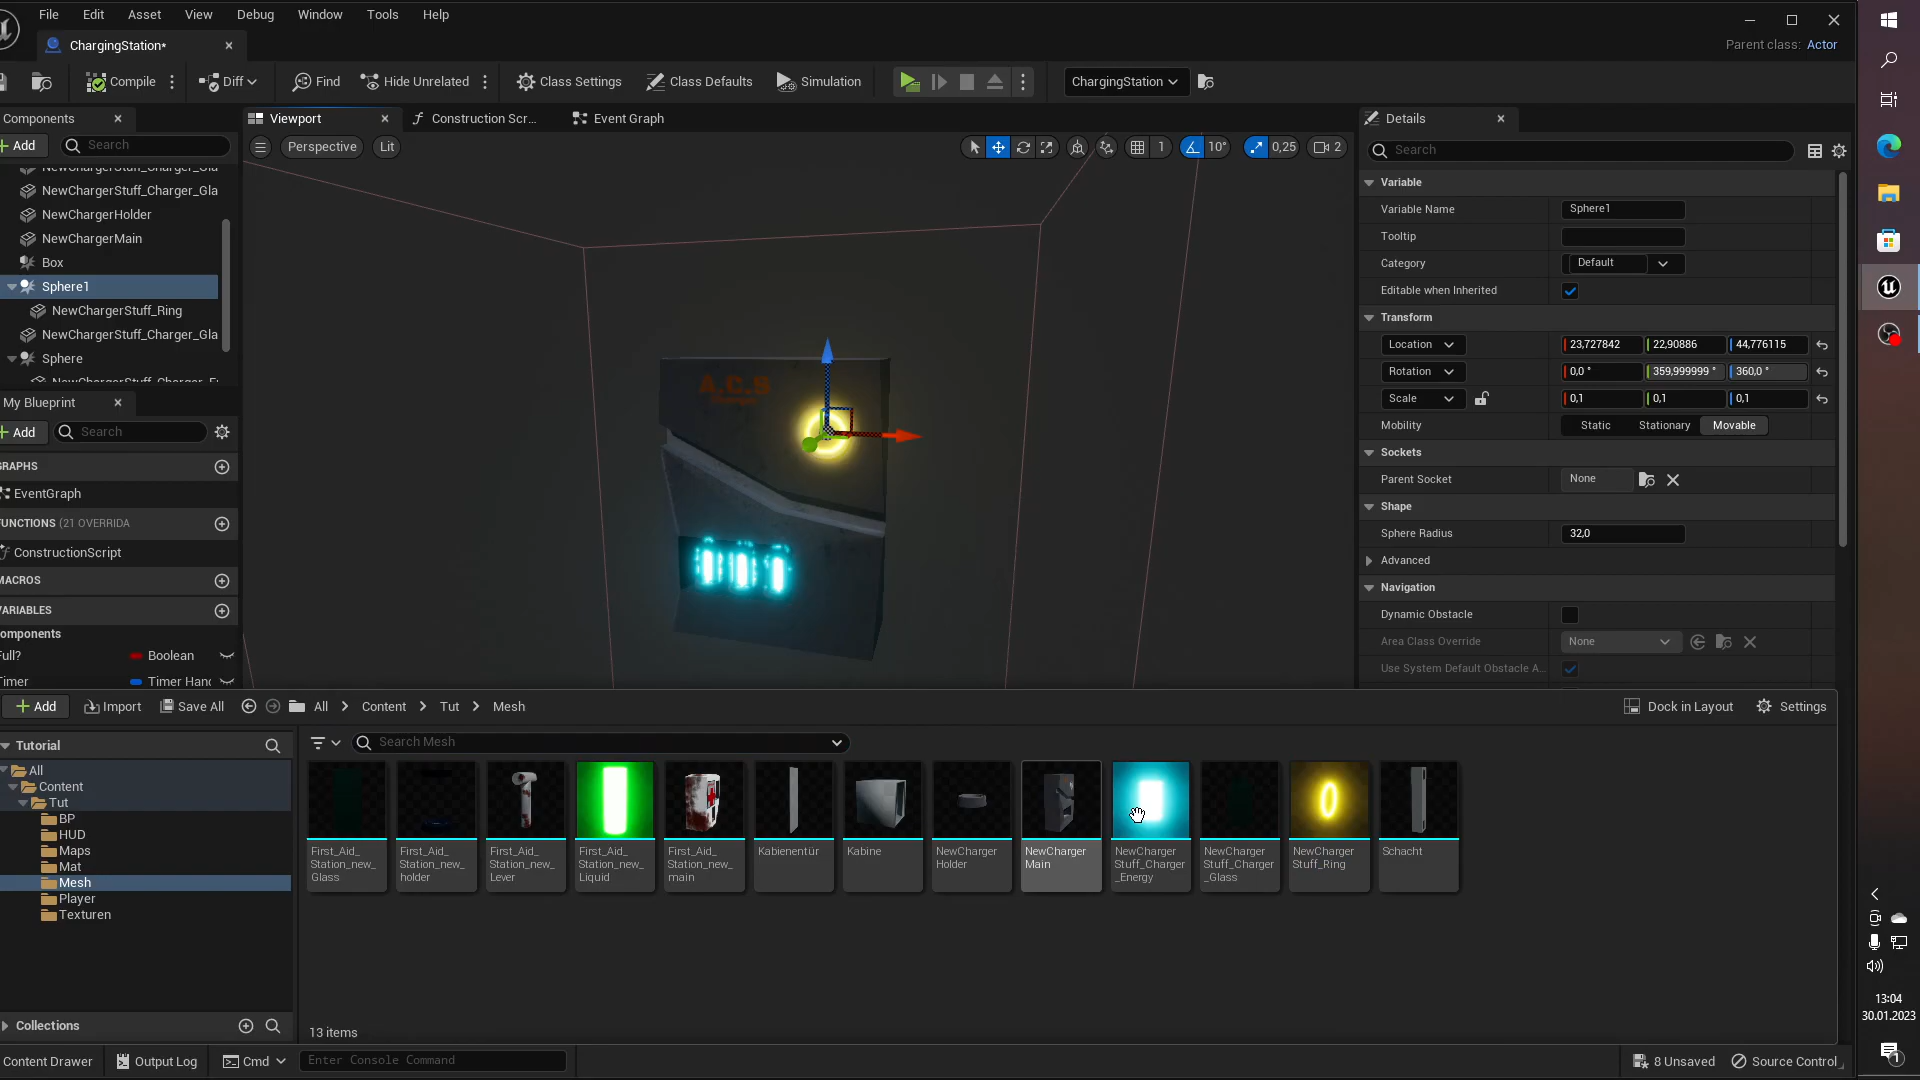 File Edit Asset View Debug Window Tools Help
ChargingStation*
Parent class: Actor
Compile Diff Find Hide Unrelated Class Settings Class Defaults Simulation ChargingStation
Components Viewport Construction Scr... Event Graph Details
Add Search Perspective Lit 1 10° 0,25 2 Search
NewChargerStuff_Charger_Gla
NewChargerHolder
NewChargerMain
Box
Sphere1
NewChargerStuff_Ring
NewChargerStuff_Charger_Gla
Sphere
My Blueprint
Add Search
GRAPHS
EventGraph
FUNCTIONS (21 OVERRIDA
ConstructionScript
MACROS
VARIABLES
omponents
Full? Boolean
Timer Timer Hand
A.C.S
Variable
Variable Name Sphere1
Tooltip
Category Default
Editable when Inherited
Transform
Location 23,727842 22,90886 44,776115
Rotation 0,0 ° 359,999999 ° 360,0 °
Scale 0,1 0,1 0,1
Mobility Static Stationary Movable
Sockets
Parent Socket None
Shape
Sphere Radius 32,0
Advanced
Navigation
Dynamic Obstacle
Area Class Override None
Use System Default Obstacle A...
Add Import Save All All Content Tut Mesh Dock in Layout Settings
Tutorial
Search Mesh
All
Content
Tut
BP
HUD
Maps
Mat
Mesh
Player
Texturen
Collections
First_Aid_
Station_new_
Glass
First_Aid_
Station_new_
holder
First_Aid_
Station_new_
Lever
First_Aid_
Station_new_
Liquid
First_Aid_
Station_new_
main
Kabienentür
Kabine
NewCharger
Holder
NewCharger
Main
NewCharger
Stuff_Charger
_Energy
NewCharger
Stuff_Charger
_Glass
NewCharger
Stuff_Ring
Schacht
13 items
Content Drawer Output Log Cmd Enter Console Command 8 Unsaved Source Control
13:04
30.01.2023
1